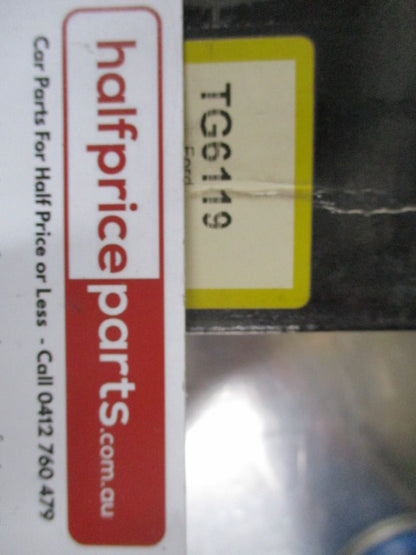 TG6119
Ford
halfpriceparts.com.au
Car Parts For Half Price or Less - Call 0412 760 479